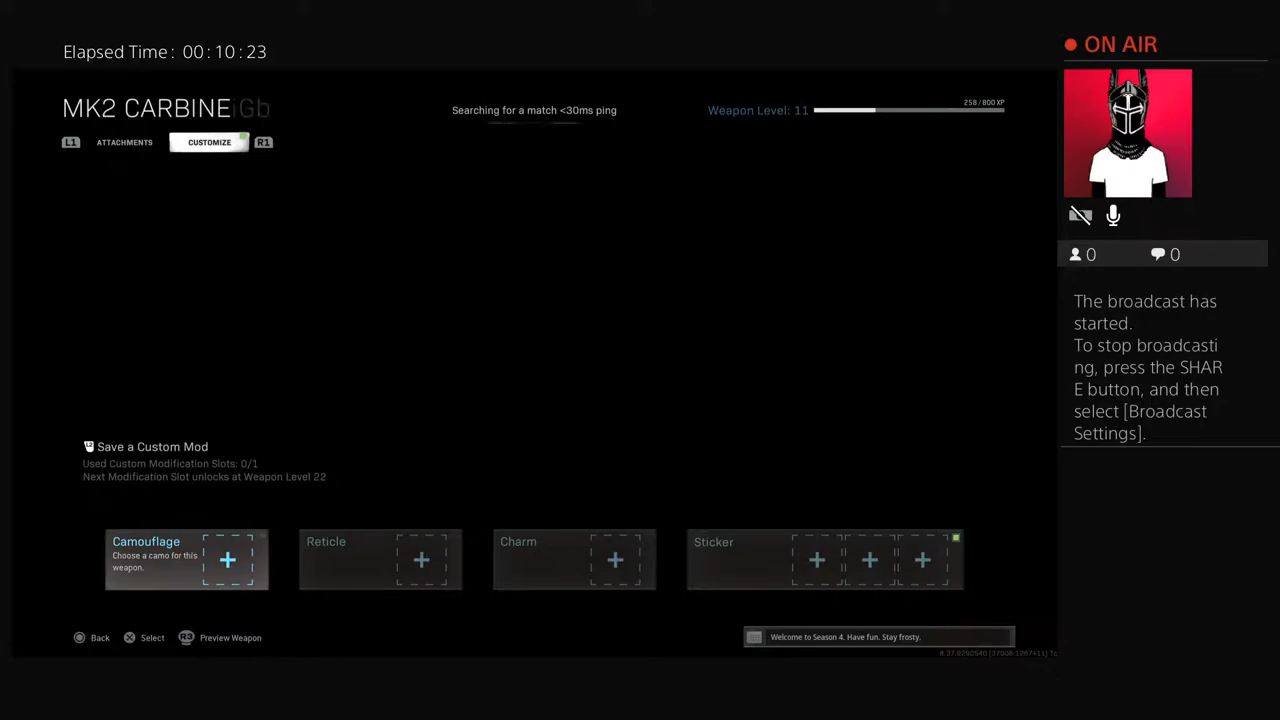 Elapsed Time: 00:10:23
ON AIR
MK2 CARBINE
Searching for a match <30ms ping
Weapon Level: 11
258 / 800 XP
L1 ATTACHMENTS CUSTOMIZE R1
0 0
The broadcast has
started.
To stop broadcasti
ng, press the SHAR
E button, and then
select [Broadcast
Settings].
L2 Save a Custom Mod
Used Custom Modification Slots: 0/1
Next Modification Slot unlocks at Weapon Level 22
Camouflage
Choose a camo for this
weapon.
Reticle
Charm
Sticker
Back Select R3 Preview Weapon
Welcome to Season 4. Have fun. Stay frosty.